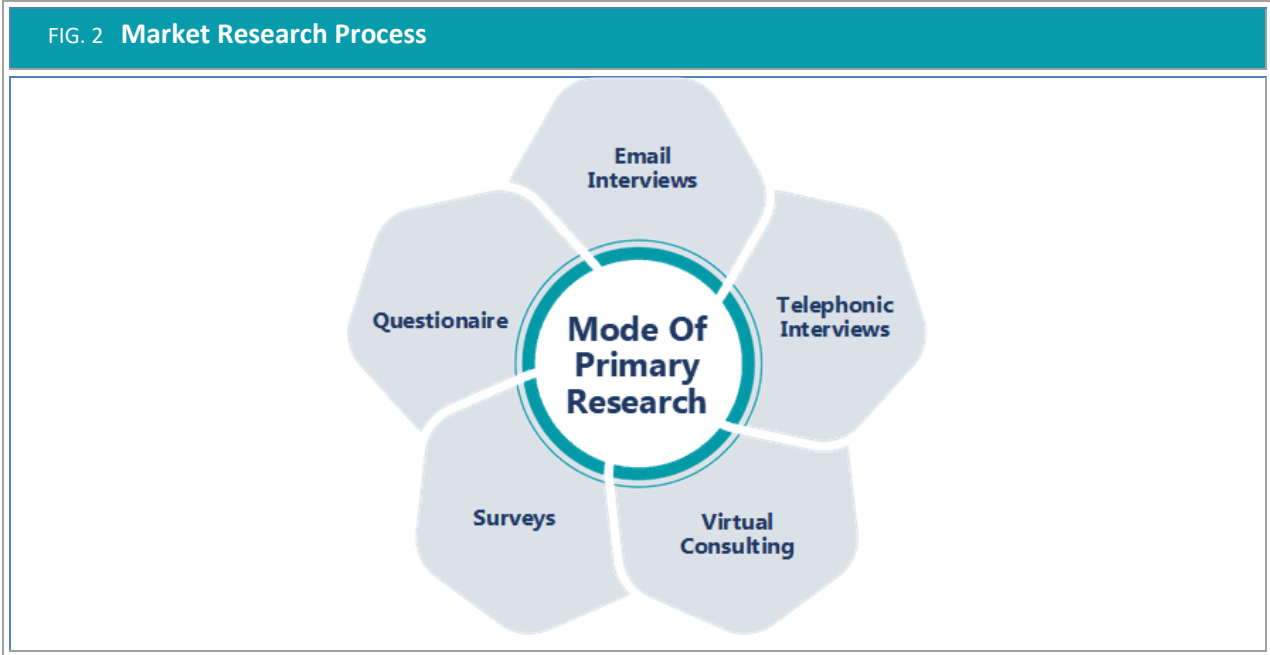 FIG. 2 Market Research Process
Email
Interviews
Telephonic
Interviews
Questionaire
Mode Of
Primary
Research
Surveys
Virtual
Consulting